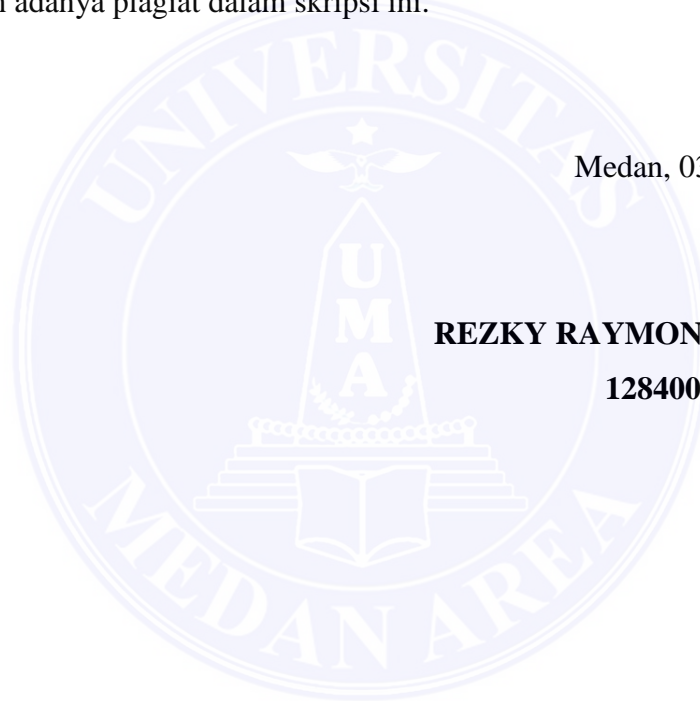 adanya plagiat dalam skripsi ini.
UNIVERSITAS
Medan, 03
U
M
A
REZKY RAYMON
128400
MEDAN AREA